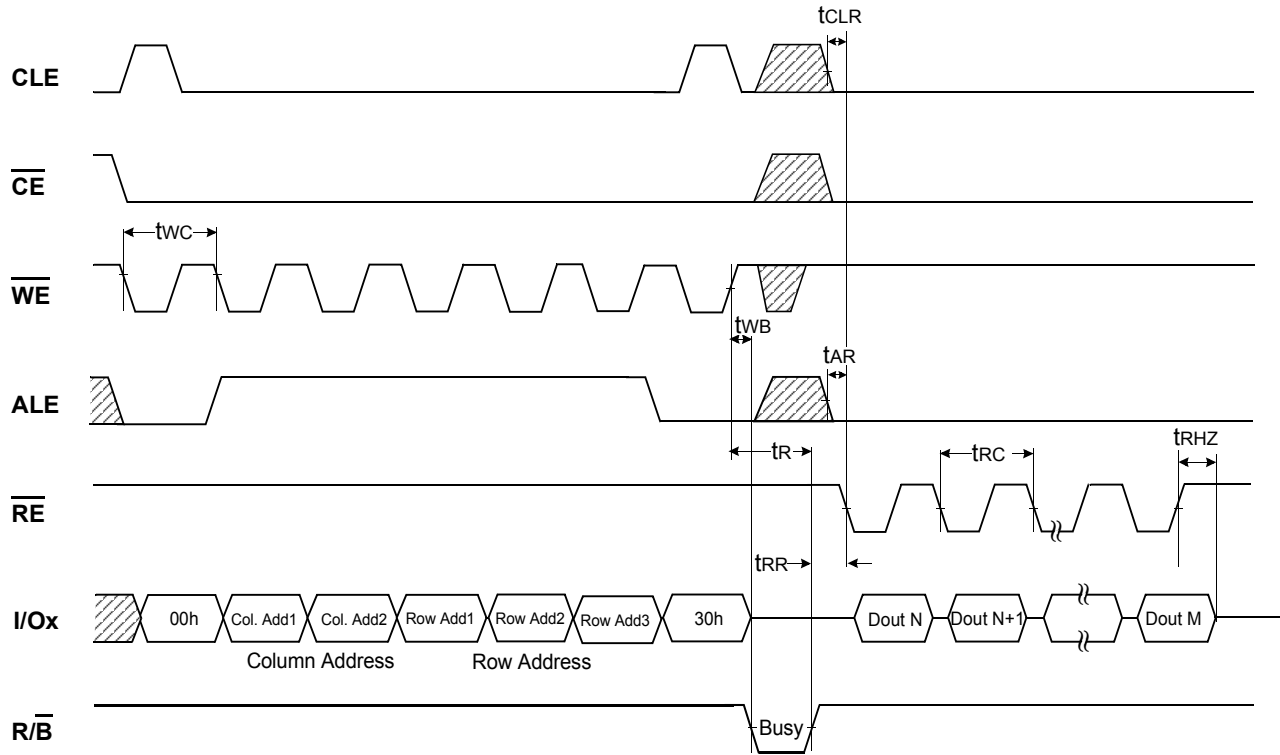 tCLR
CLE
CE
tWC
WE
tWB
tAR
ALE
tR
tRC
tRHZ
RE
tRR
I/Ox
00h
Col. Add1
Col. Add2
Row Add1
Row Add2
Row Add3
30h
Dout N
Dout N+1
Dout M
Column Address
Row Address
R/B
Busy